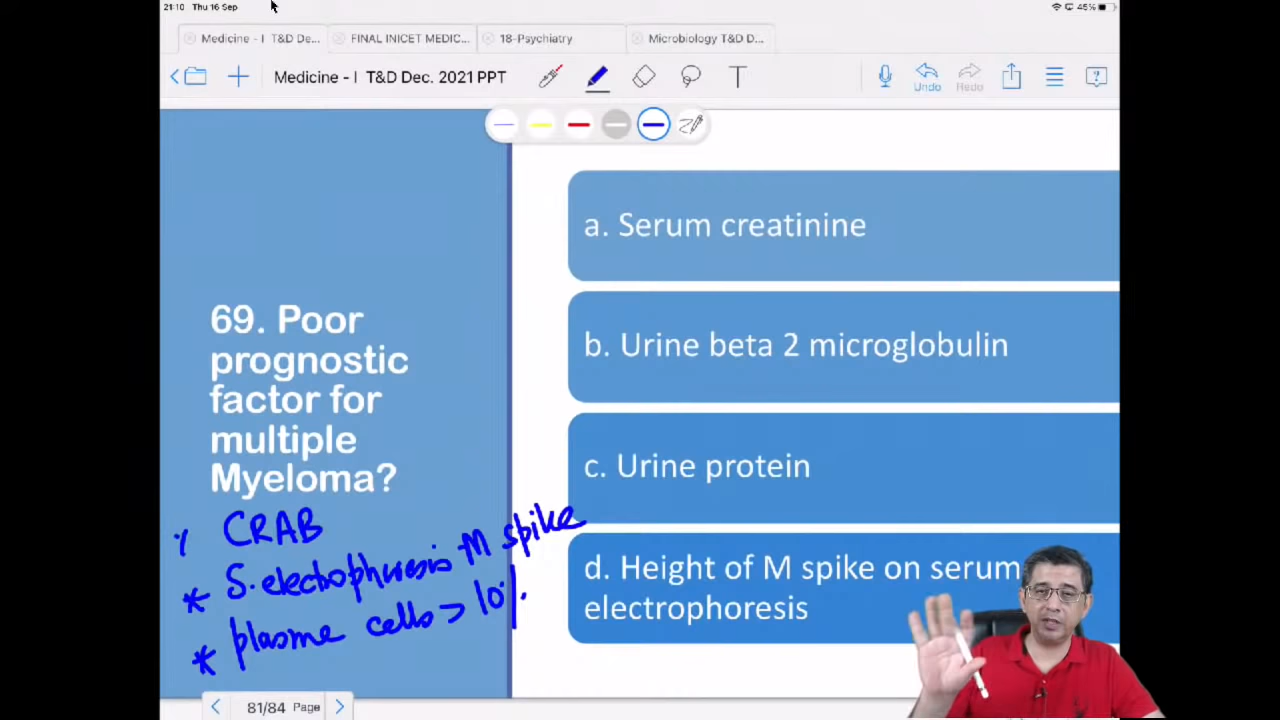 21:10 Thu 16 Sep
45%
Medicine - I T&D De...
FINAL INICET MEDIC...
18-Psychiatry
Microbiology T&D D...
Medicine - I T&D Dec. 2021 PPT
T
Undo
Redo
69. Poor
prognostic
factor for
multiple
Myeloma?
CRAB
* S.electrophoresis M spike
* plasme cells > 10%
a. Serum creatinine
b. Urine beta 2 microglobulin
c. Urine protein
d. Height of M spike on serum
electrophoresis
81/84 Page